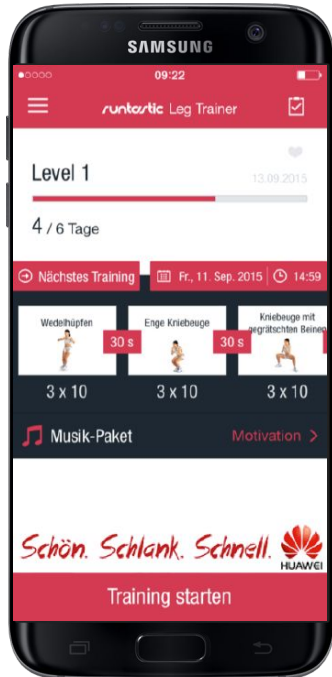 SAMSUNG
09:22
runtastic Leg Trainer
Level 1
13.09.2015
4 / 6 Tage
Nächstes Training Fr., 11. Sep. 2015 14:59
Wedelhüpfen
30 s
Enge Kniebeuge
30 s
Kniebeuge mit
gegrätschten Beinen
3 x 10 3 x 10 3 x 10
Musik-Paket Motivation >
Schön. Schlank. Schnell.
HUAWEI
Training starten